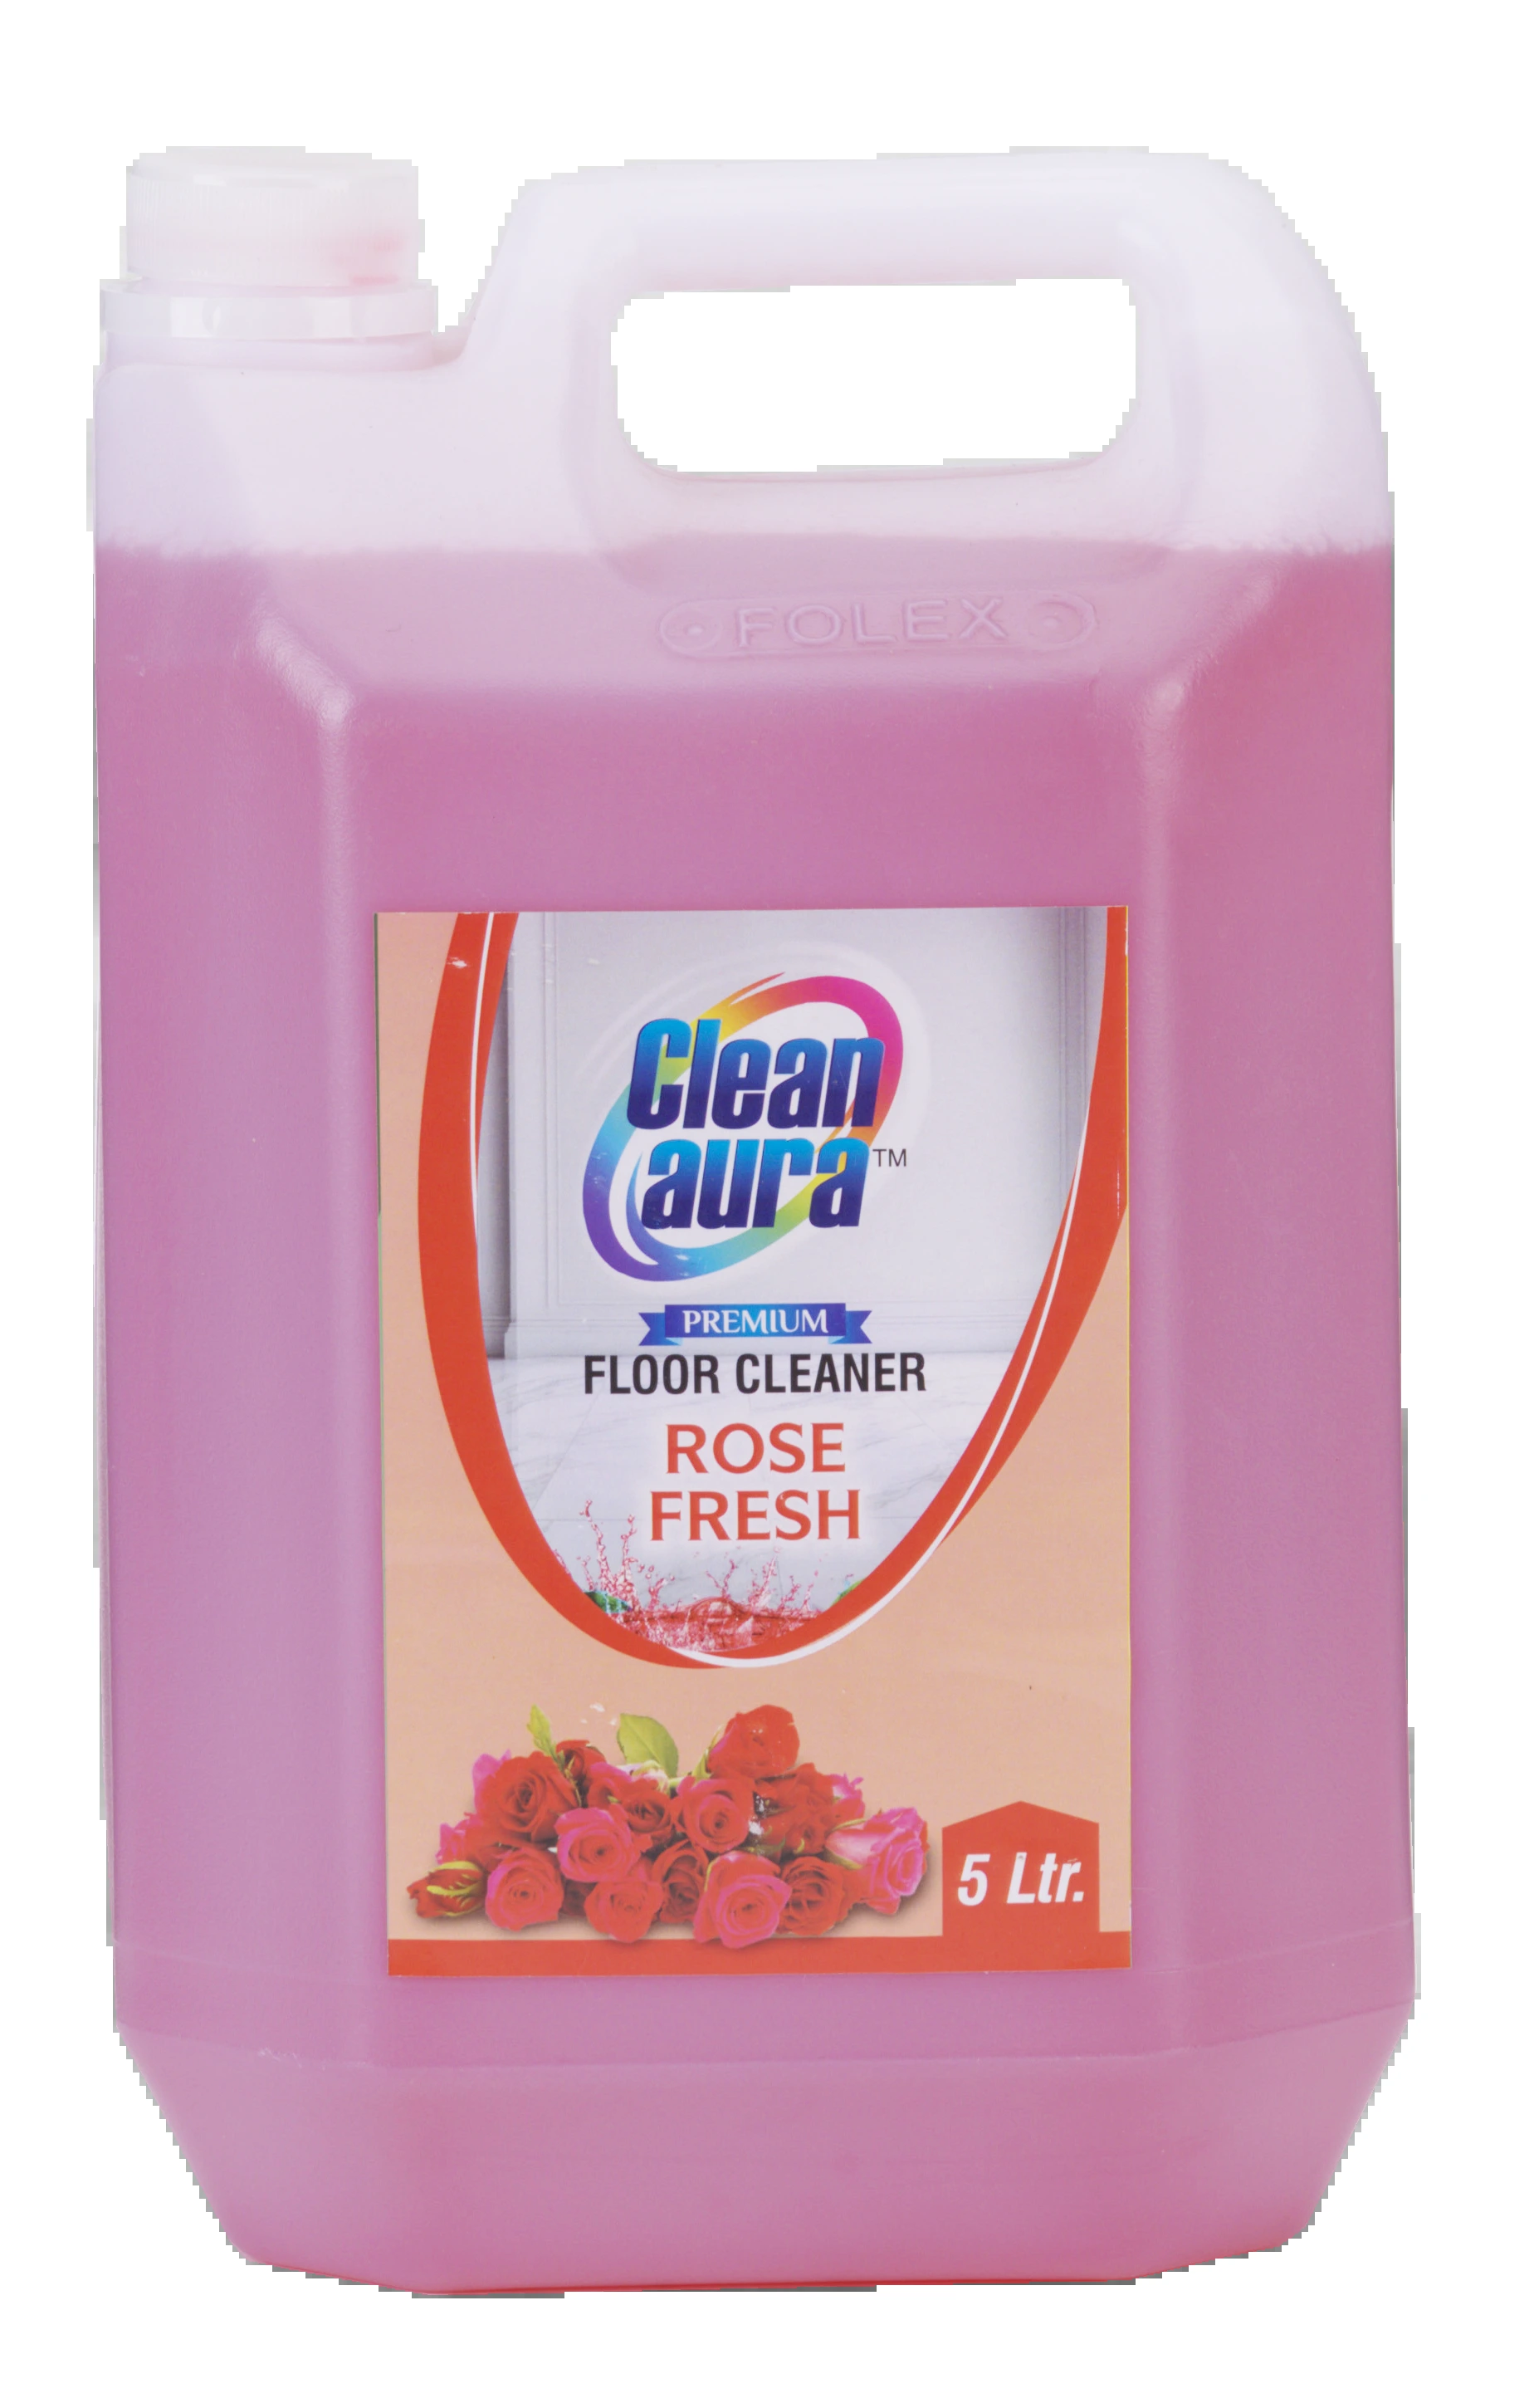 FOLEX
Clean
aura™
PREMIUM
FLOOR CLEANER
ROSE
FRESH
5 Ltr.